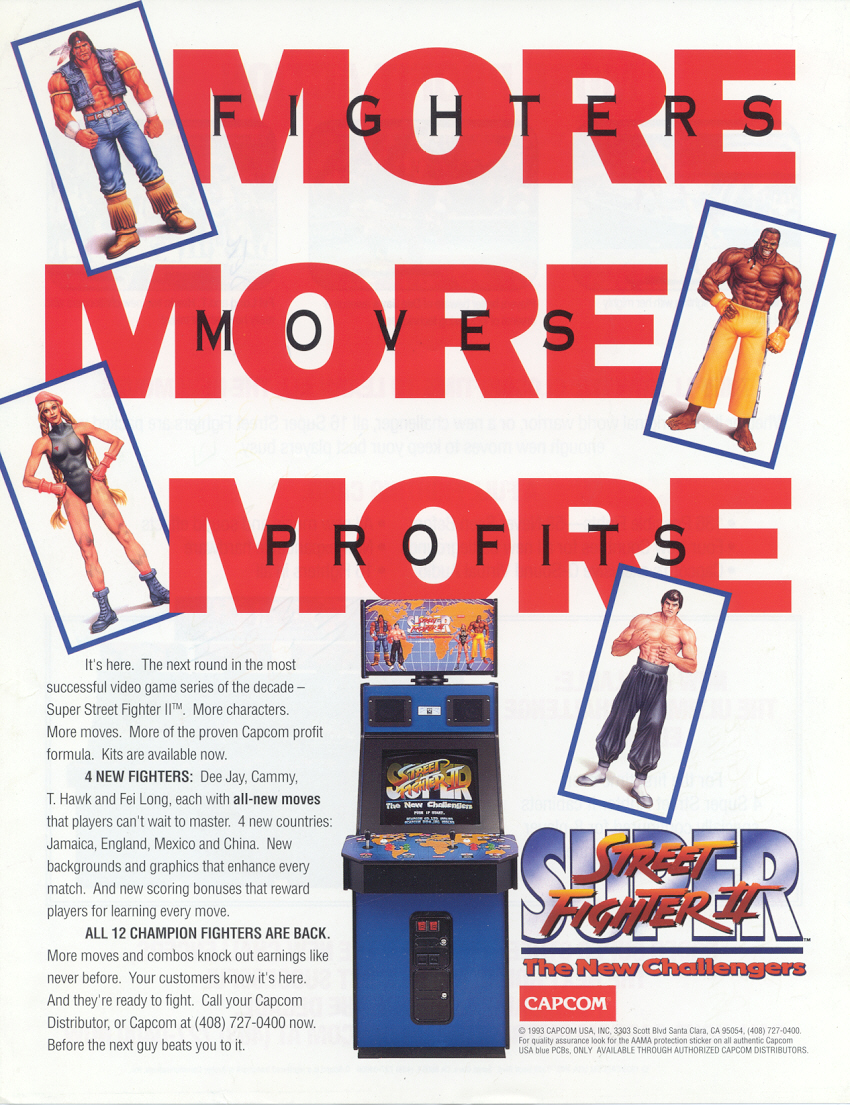 MORE
FIGHTERS
MORE
MOVES
MORE
PROFITS
It's here. The next round in the most
successful video game series of the decade –
Super Street Fighter II™. More characters.
More moves. More of the proven Capcom profit
formula. Kits are available now.
4 NEW FIGHTERS: Dee Jay, Cammy,
T. Hawk and Fei Long, each with all-new moves
that players can't wait to master. 4 new countries:
Jamaica, England, Mexico and China. New
backgrounds and graphics that enhance every
match. And new scoring bonuses that reward
players for learning every move.
ALL 12 CHAMPION FIGHTERS ARE BACK.
More moves and combos knock out earnings like
never before. Your customers know it's here.
And they're ready to fight. Call your Capcom
Distributor, or Capcom at (408) 727-0400 now.
Before the next guy beats you to it.
SUPER
STREET
FIGHTER II
The New Challengers
SUPER
STREET
FIGHTER II
™
The New Challengers
CAPCOM
© 1993 CAPCOM USA, INC, 3303 Scott Blvd Santa Clara, CA 95054, (408) 727-0400.
For quality assurance look for the AAMA protection sticker on all authentic Capcom
USA blue PCBs, ONLY AVAILABLE THROUGH AUTHORIZED CAPCOM DISTRIBUTORS.